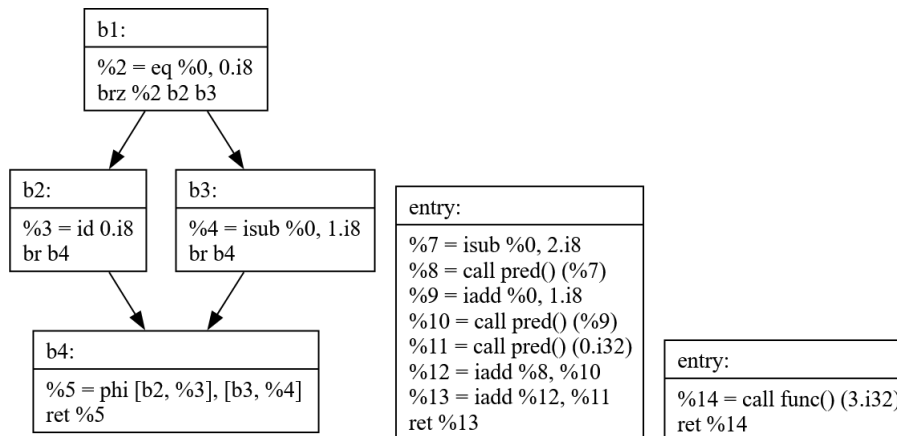 b1:
%2 = eq %0, 0.i8
brz %2 b2 b3
b2:
%3 = id 0.i8
br b4
b3:
%4 = isub %0, 1.i8
br b4
b4:
%5 = phi [b2, %3], [b3, %4]
ret %5
entry:
%7 = isub %0, 2.i8
%8 = call pred() (%7)
%9 = iadd %0, 1.i8
%10 = call pred() (%9)
%11 = call pred() (0.i32)
%12 = iadd %8, %10
%13 = iadd %12, %11
ret %13
entry:
%14 = call func() (3.i32)
ret %14